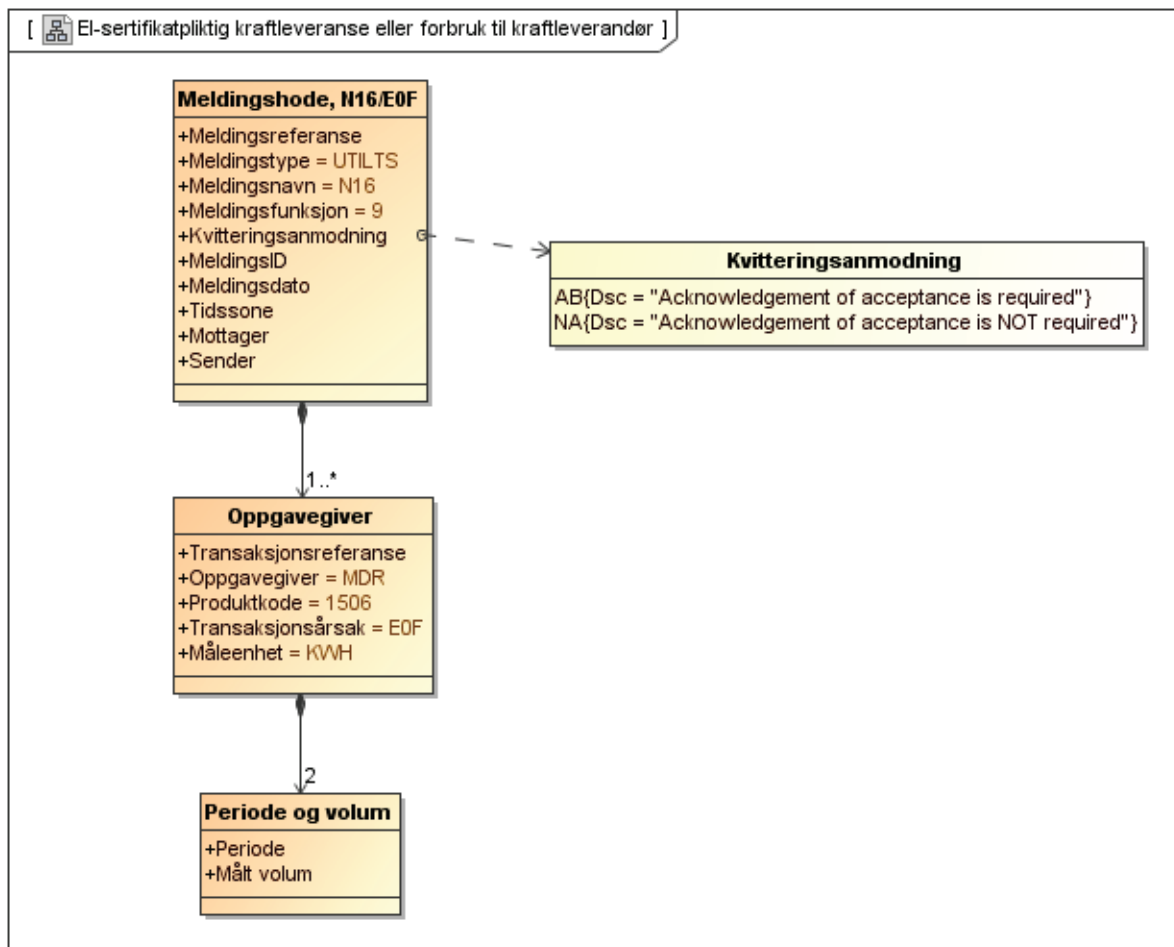 [ El-sertifikatpliktig kraftleveranse eller forbruk til kraftleverandør ]
Meldingshode, N16/E0F
+Meldingsreferanse
+Meldingstype = UTILTS
+Meldingsnavn = N16
+Meldingsfunksjon = 9
+Kvitteringsanmodning
+MeldingsID
+Meldingsdato
+Tidssone
+Mottager
+Sender
Kvitteringsanmodning
AB{Dsc = "Acknowledgement of acceptance is required"}
NA{Dsc = "Acknowledgement of acceptance is NOT required"}
1..*
Oppgavegiver
+Transaksjonsreferanse
+Oppgavegiver = MDR
+Produktkode = 1506
+Transaksjonsårsak = E0F
+Måleenhet = KWH
2
Periode og volum
+Periode
+Målt volum